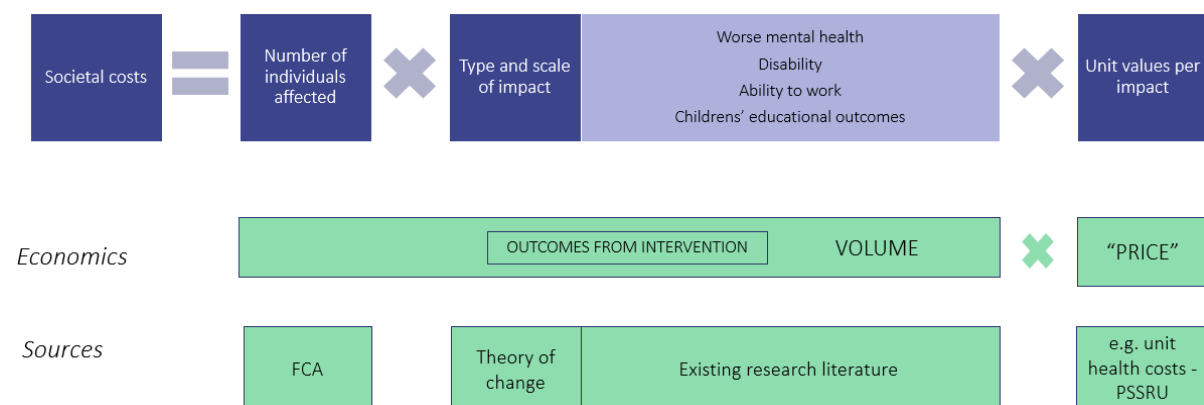 Societal costs
Number of
individuals
affected
Type and scale
of impact
Worse mental health
Disability
Ability to work
Childrens’ educational outcomes
Unit values per
impact
Economics
OUTCOMES FROM INTERVENTION
VOLUME
“PRICE”
Sources
FCA
Theory of
change
Existing research literature
e.g. unit
health costs -
PSSRU